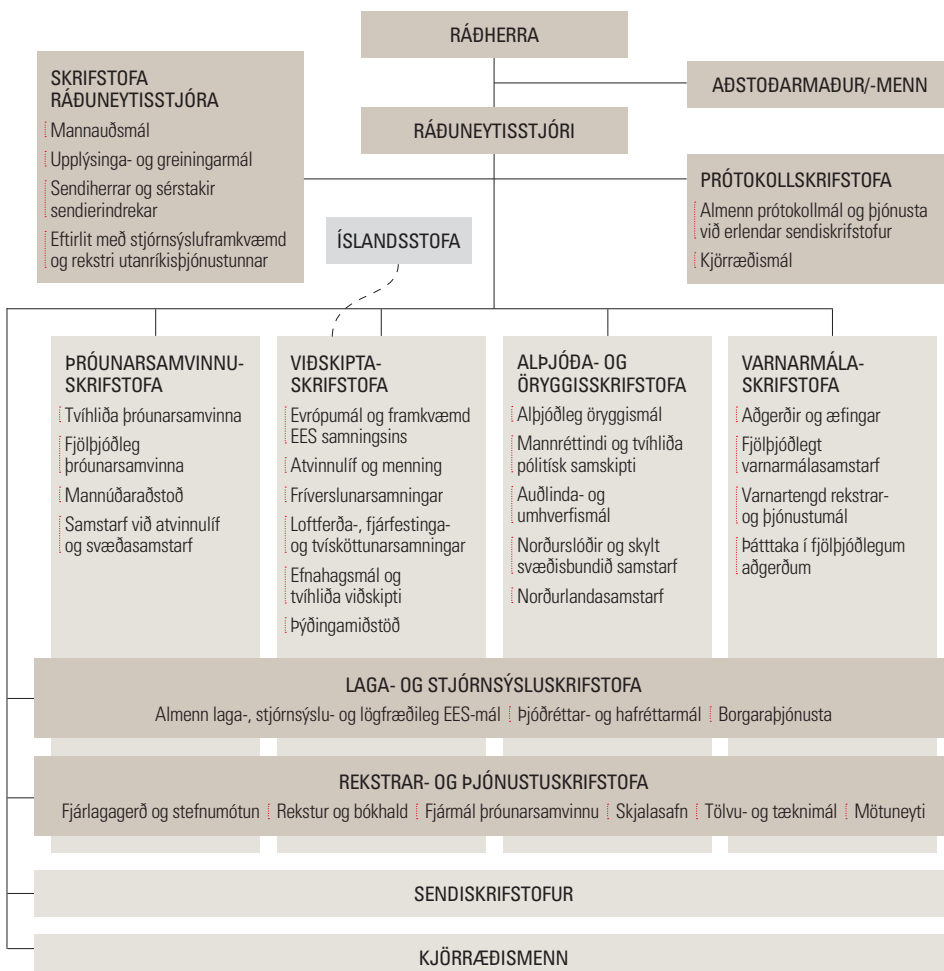 RÁÐHERRA
SKRIFSTOFA
RÁÐUNEYTISSTJÓRA
Mannauðsmál
Upplýsinga- og greiningarmál
Sendiherrar og sérstakir
sendierindrekar
Eftirlit með stjórnsýsluframkvæmd
og rekstri utanríkisþjónustunnar
AÐSTOÐARMAÐUR/-MENN
RÁÐUNEYTISSTJÓRI
PRÓTOKOLLSKRIFSTOFA
Almenn prótokollmál og þjónusta
við erlendar sendiskrifstofur
Kjörræðismál
ÍSLANDSSTOFA
ÞRÓUNARSAMVINNU-
SKRIFSTOFA
Tvíhliða þróunarsamvinna
Fjölþjóðleg
þróunarsamvinna
Mannúðaraðstoð
Samstarf við atvinnulíf
og svæðasamstarf
VIÐSKIPTA-
SKRIFSTOFA
Evrópumál og framkvæmd
EES samningsins
Atvinnulíf og menning
Fríverslunarsamningar
Loftferða-, fjárfestinga-
og tvísköttunarsamningar
Efnahagsmál og
tvíhliða viðskipti
Þýðingamiðstöð
ALÞJÓÐA- OG
ÖRYGGISSKRIFSTOFA
Alþjóðleg öryggismál
Mannréttindi og tvíhliða
pólitísk samskipti
Auðlinda- og
umhverfismál
Norðurslóðir og skylt
svæðisbundið samstarf
Norðurlandasamstarf
VARNARMÁLA-
SKRIFSTOFA
Aðgerðir og æfingar
Fjölþjóðlegt
varnarmálasamstarf
Varnartengd rekstrar-
og þjónustumál
Þátttaka í fjölþjóðlegum
aðgerðum
LAGA- OG STJÓRNSÝSLUSKRIFSTOFA
Almenn laga-, stjórnsýslu- og lögfræðileg EES-mál Þjóðréttar- og hafréttarmál Borgaraþjónusta
REKSTRAR- OG ÞJÓNUSTUSKRIFSTOFA
Fjárlagagerð og stefnumótun Rekstur og bókhald Fjármál þróunarsamvinnu Skjalasafn Tölvu- og tæknimál Mötuneyti
SENDISKRIFSTOFUR
KJÖRRÆÐISMENN